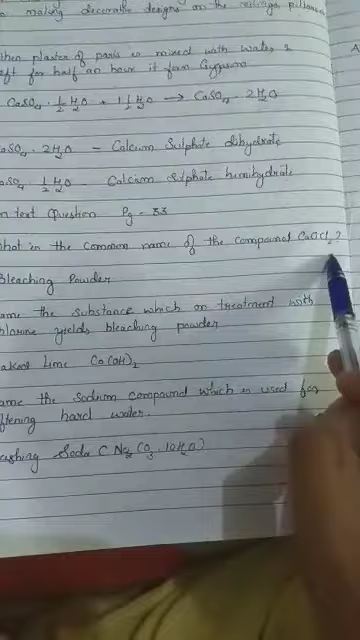 making decorative designs on the ceilings pillars
when plaster of paris is mixed with water &
left for half an hour it form Gypsum
CaSO4 . 1/2 H2O + 1 1/2 H2O → CaSO4 . 2H2O
CaSO4 . 2H2O – Calcium Sulphate dihydrate
CaSO4 . 1/2 H2O – Calcium Sulphate hemihydrate
In text Question Pg - 33
What is the common name of the compound CaOCl2?
Bleaching Powder
Name the substance which on treatment with
chlorine yields bleaching powder
Slaked lime Ca(OH)2
Name the sodium compound which is used for
softening hard water.
Washing Soda ( Na2CO3 . 10H2O)
A